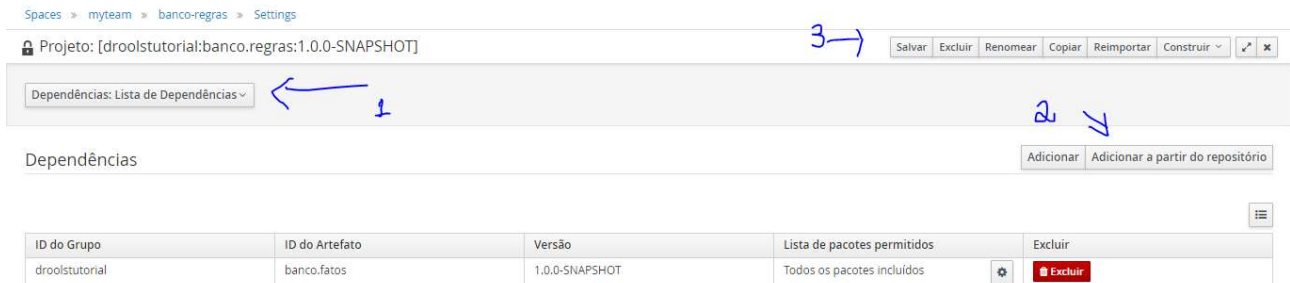 Spaces » myteam » banco-regras » Settings
Projeto: [droolstutorial:banco.regras:1.0.0-SNAPSHOT] 3 Salvar Excluir Renomear Copiar Reimportar Construir
Dependências: Lista de Dependências
1
2
Dependências Adicionar Adicionar a partir do repositório
ID do Grupo ID do Artefato Versão Lista de pacotes permitidos Excluir
droolstutorial banco.fatos 1.0.0-SNAPSHOT Todos os pacotes incluídos Excluir